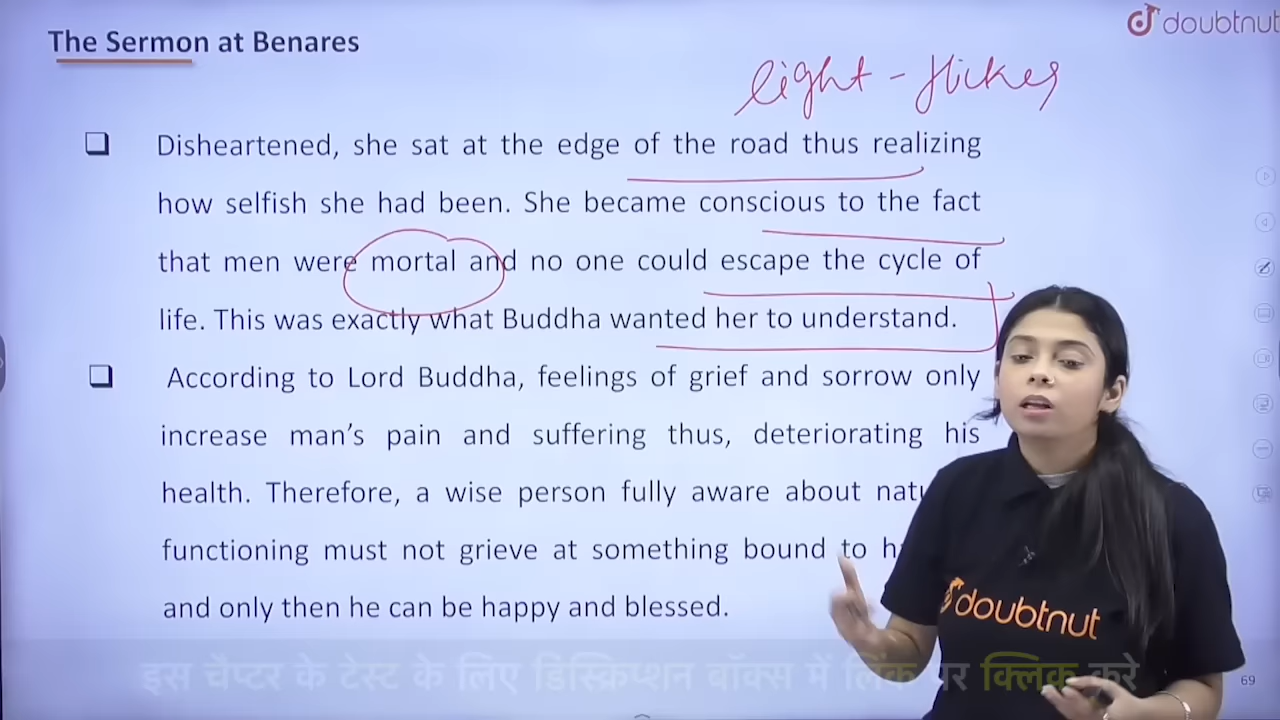 The Sermon at Benares
doubtnut
light - flicker
Disheartened, she sat at the edge of the road thus realizing
how selfish she had been. She became conscious to the fact
that men were mortal and no one could escape the cycle of
life. This was exactly what Buddha wanted her to understand.
According to Lord Buddha, feelings of grief and sorrow only
increase man's pain and suffering thus, deteriorating his
health. Therefore, a wise person fully aware about
functioning must not grieve at something bound to
and only then he can be happy and blessed.
doubtnut
इस चैप्टर के टेस्ट के लिए डिस्क्रिप्शन बॉक्स में लिंक पर क्लिक करे
69